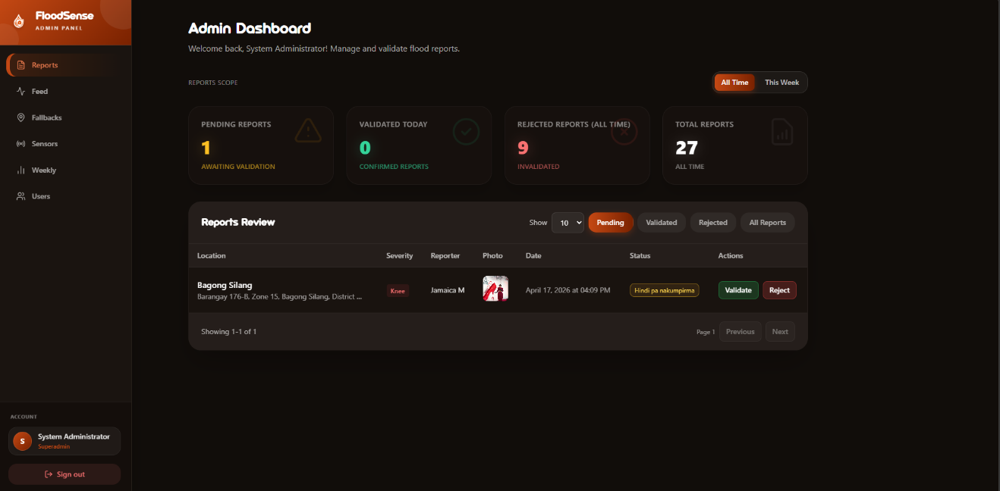 FloodSense
ADMIN PANEL
Reports
Feed
Fallbacks
Sensors
Weekly
Users
ACCOUNT
S
System Administrator
Superadmin
Sign out
Admin Dashboard
Welcome back, System Administrator! Manage and validate flood reports.
REPORTS SCOPE
All Time This Week
PENDING REPORTS
1
AWAITING VALIDATION
VALIDATED TODAY
0
CONFIRMED REPORTS
REJECTED REPORTS (ALL TIME)
9
INVALIDATED
TOTAL REPORTS
27
ALL TIME
Reports Review
Show 10 Pending Validated Rejected All Reports
Location Severity Reporter Photo Date Status Actions
Bagong Silang
Barangay 176-B, Zone 15, Bagong Silang, District ...
Knee Jamaica M April 17, 2026 at 04:09 PM Hindi pa nakumpirma Validate Reject
Showing 1-1 of 1
Page 1 Previous Next